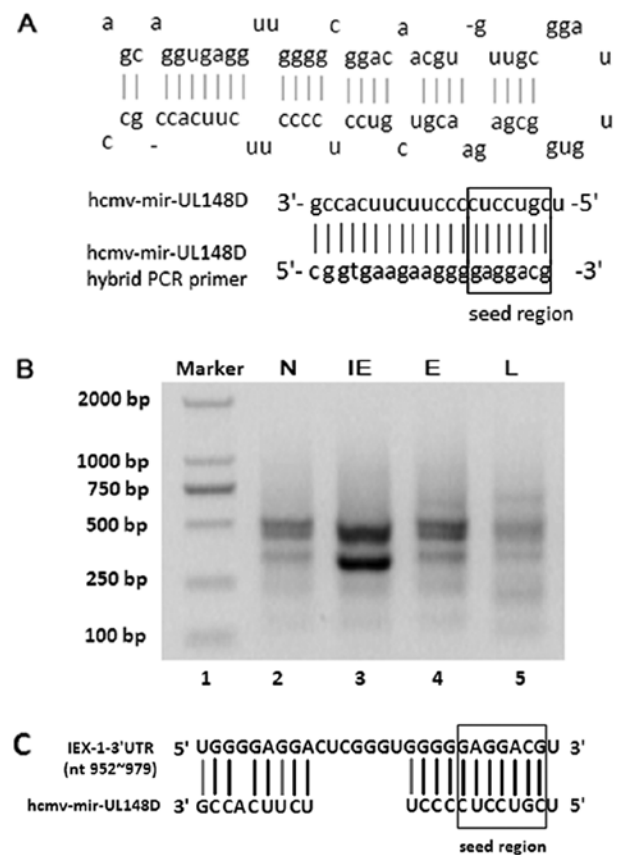 A
a a uu c a -g gga
gc ggugagg gggg ggac acgu uugc u
cg ccacuuc cccc ccug ugca agcg u
c - uu u c ag gug
hcmv-mir-UL148D 3'- gccacuucuuccccuccugcu -5'
hcmv-mir-UL148D
hybrid PCR primer 5'- cggtgaagaaggggaggacg -3'
seed region
B
Marker N IE E L
2000 bp
1000 bp
750 bp
500 bp
250 bp
100 bp
1 2 3 4 5
C
IEX-1-3'UTR 5' UGGGGAGGACUCGGGUGGGGGAGGACGU 3'
(nt 952~979)
hcmv-mir-UL148D 3' GCCACUUCU UCCCCUCCUGCU 5'
seed region